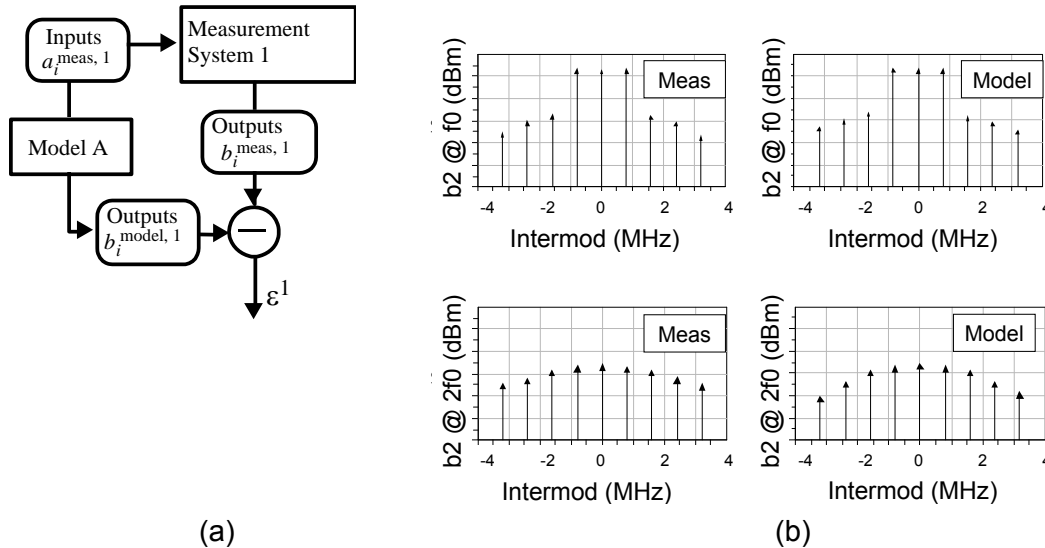 Inputs
a_i^meas, 1
Measurement
System 1
Model A
Outputs
b_i^meas, 1
Outputs
b_i^model, 1
—
ε^1
(a)
b2 @ f0 (dBm)
Meas
-4 -2 0 2 4
Intermod (MHz)
b2 @ f0 (dBm)
Model
-4 -2 0 2 4
Intermod (MHz)
b2 @ 2f0 (dBm)
Meas
-4 -2 0 2 4
Intermod (MHz)
b2 @ 2f0 (dBm)
Model
-4 -2 0 2 4
Intermod (MHz)
(b)